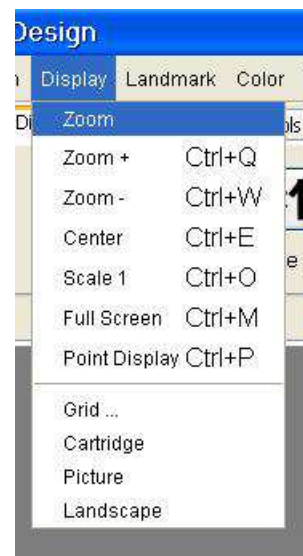 Design
Display Landmark Color
Zoom
Zoom + Ctrl+Q
Zoom - Ctrl+W
Center Ctrl+E
Scale 1 Ctrl+O
Full Screen Ctrl+M
Point Display Ctrl+P
Grid ...
Cartridge
Picture
Landscape